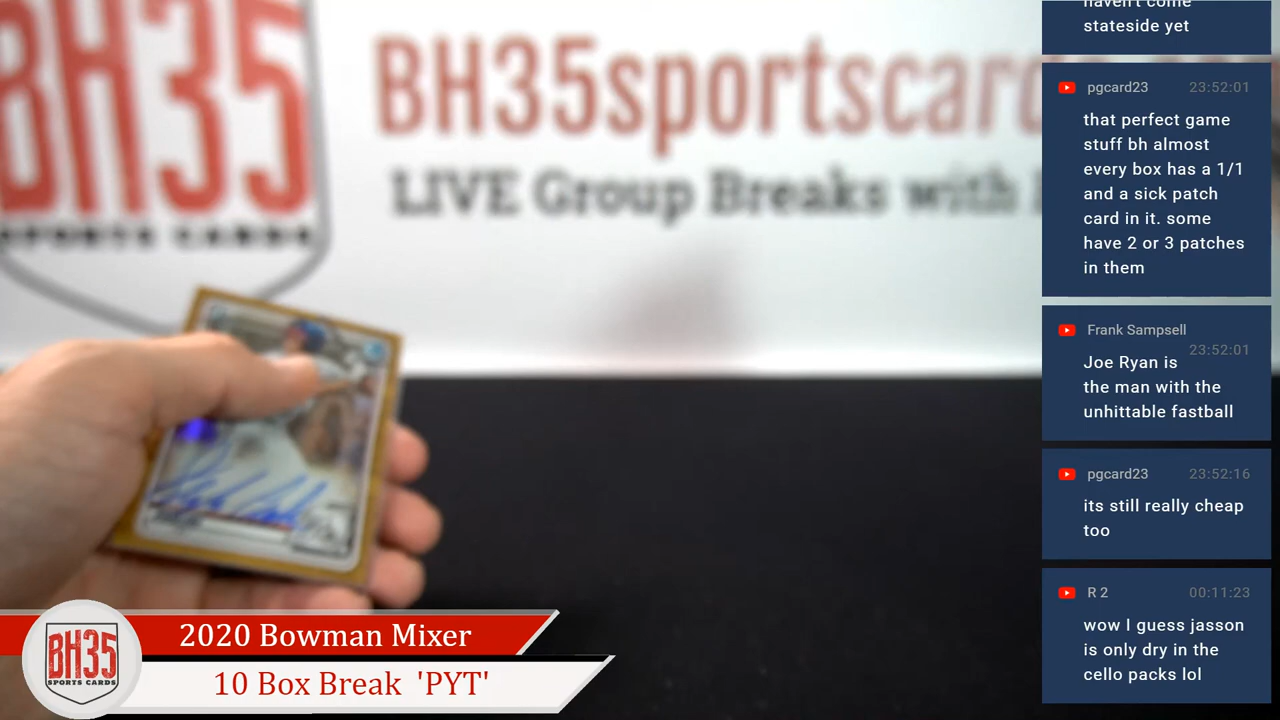 BH35
SPORTS CARDS
BH35sportscard
LIVE Group Breaks with
haven't come
stateside yet
pgcard23 23:52:01
that perfect game
stuff bh almost
every box has a 1/1
and a sick patch
card in it. some
have 2 or 3 patches
in them
Frank Sampsell
23:52:01
Joe Ryan is
the man with the
unhittable fastball
pgcard23 23:52:16
its still really cheap
too
R 2 00:11:23
wow I guess jasson
is only dry in the
cello packs lol
BH35
SPORTS CARDS
2020 Bowman Mixer
10 Box Break 'PYT'